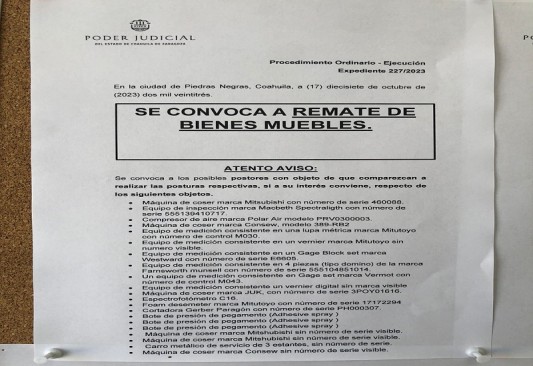 PODER JUDICIAL
DEL ESTADO DE COAHUILA DE ZARAGOZA
Procedimiento Ordinario - Ejecución
Expediente 227/2023
En la ciudad de Piedras Negras, Coahuila, a (17) diecisiete de octubre de
(2023) dos mil veintitrés.
SE CONVOCA A REMATE DE
BIENES MUEBLES.
ATENTO AVISO:
Se convoca a los posibles postores con objeto de que comparezcan a
realizar las posturas respectivas, si a su interés conviene, respecto de
los siguientes objetos.
• Máquina de coser marca Mitsubishi con número de serie 460088.
• Equipo de inspección marca Macbeth Spectraligth con número de
serie 555139410717.
• Compresor de aire marca Polar Air modelo PRV0300003.
• Máquina de coser marca Consew, modelo 389-RB2
• Equipo de medición consistente en una lupa métrica marca Mitutoyo
con número de control M030.
• Equipo de medición consistente en un vernier marca Mitutoyo sin
numero visible.
• Equipo de medición consistente en un Gage Block set marca
Westward con número de serie E6605.
• Equipo de medición consistente en 4 piezas (tipo domino) de la marca
Farnsworth munsell con número de serie 555104851014.
• Un equipo de medición consistente en Gage set marca Vermot con
número de control M043.
• Equipo de medición consistente en un vernier digital sin marca visible
• Máquina de coser marca JUK, con número de serie 3POY01616.
• Espectrofotómetro C16.
• Foam desemeter marca Mitutoyo con número de serie 17172294
• Cortadora Gerber Paragón con número de serie PH000307.
• Bote de presión de pegamento (Adhesive spray )
• Bote de presión de pegamento (Adhesive spray )
• Bote de presión de pegamento (Adhesive spray )
• Máquina de coser marca Mitsubishi sin número de serie visible.
• Máquina de coser marca Mitshubishi sin número de serie visible.
• Carro metálico de servicio de 3 estantes, sin número de serie.
• Máquina de coser marca Consew sin número de serie visible.